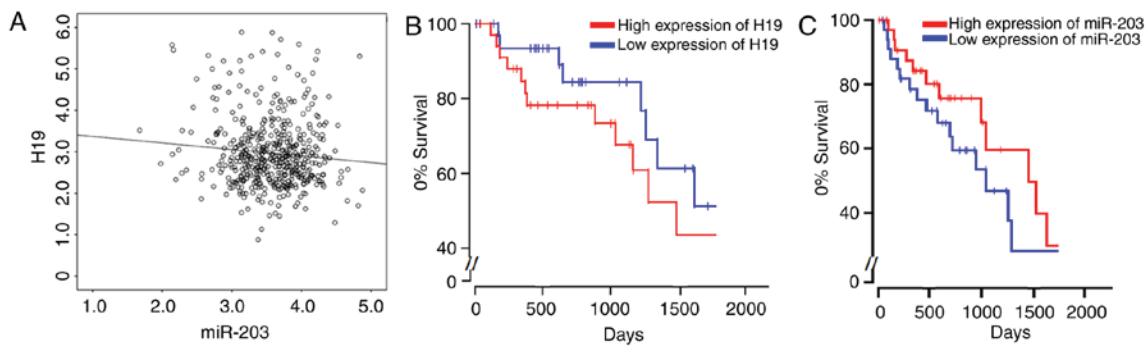 A
H19
6.0
5.0
4.0
3.0
2.0
1.0
0
1.0
2.0
3.0
4.0
5.0
miR-203
B
High expression of H19
Low expression of H19
0% Survival
100
80
60
40
0
0
500
1000
1500
2000
Days
C
High expression of miR-203
Low expression of miR-203
0% Survival
100
80
60
40
0
0
500
1000
1500
2000
Days